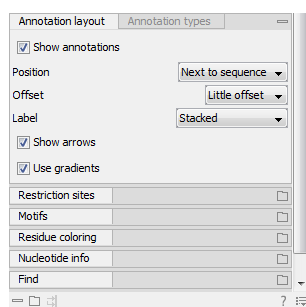 Annotation layout Annotation types
Show annotations
Position Next to sequence
Offset Little offset
Label Stacked
Show arrows
Use gradients
Restriction sites
Motifs
Residue coloring
Nucleotide info
Find
?